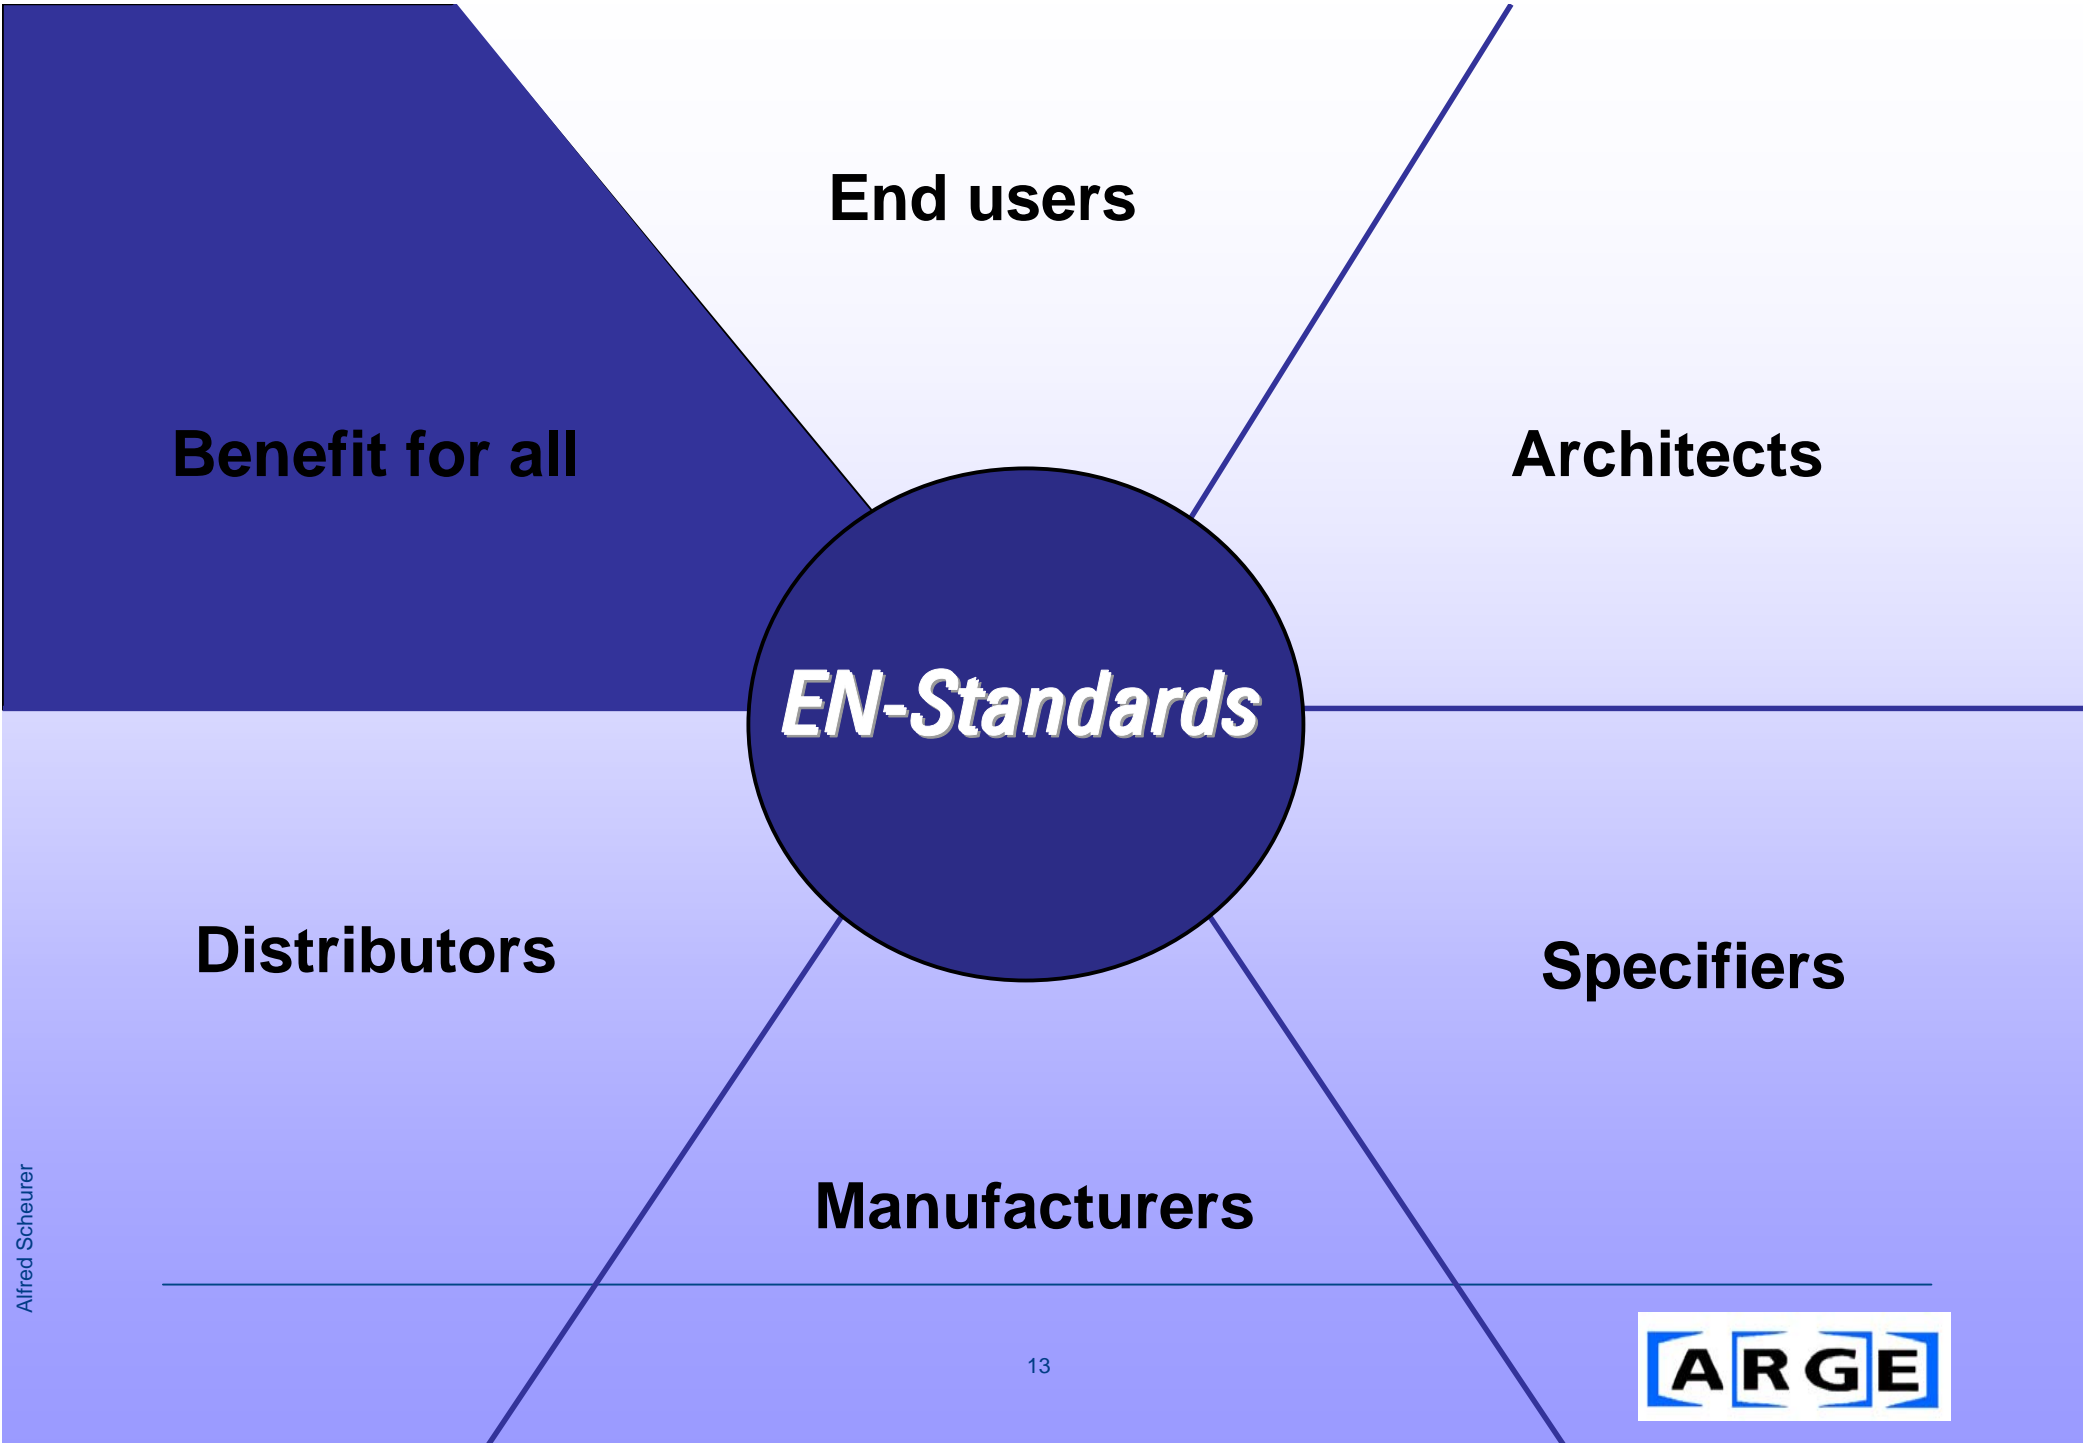 End users
Benefit for all
Architects
EN-Standards
Distributors
Specifiers
Manufacturers
Alfred Scheurer
13
ARGE